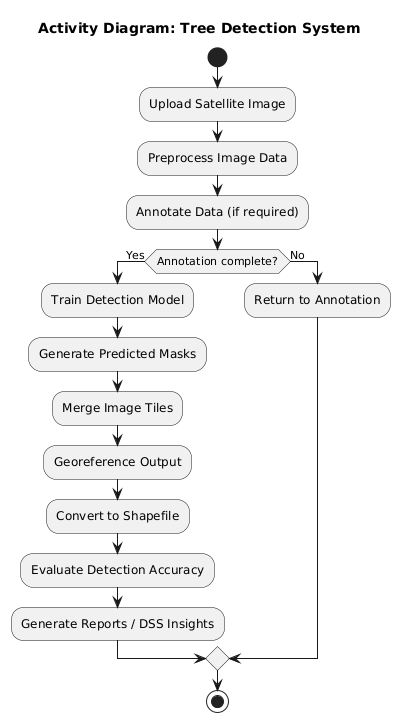 Activity Diagram: Tree Detection System
Upload Satellite Image
Preprocess Image Data
Annotate Data (if required)
Yes
Annotation complete?
No
Train Detection Model
Return to Annotation
Generate Predicted Masks
Merge Image Tiles
Georeference Output
Convert to Shapefile
Evaluate Detection Accuracy
Generate Reports / DSS Insights